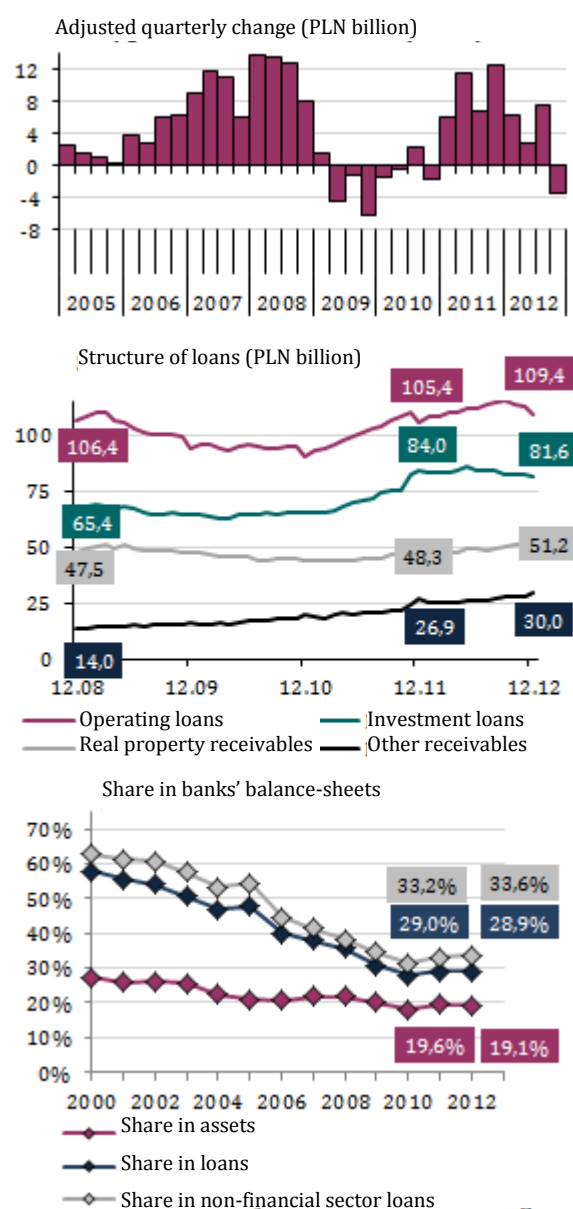 Adjusted quarterly change (PLN billion)
12
8
4
0
-4
-8
2005 2006 2007 2008 2009 2010 2011 2012
Structure of loans (PLN billion)
105,4 109,4
100
106,4 84,0 81,6
75
65,4
50 51,2
47,5 48,3
25
26,9 30,0
0 14,0
12.08 12.09 12.10 12.11 12.12
Operating loans Investment loans
Real property receivables Other receivables
Share in banks' balance-sheets
70%
60%
33,2% 33,6%
50%
29,0% 28,9%
40%
30%
20%
10% 19,6% 19,1%
0%
2000 2002 2004 2006 2008 2010 2012
Share in assets
Share in loans
Share in non-financial sector loans